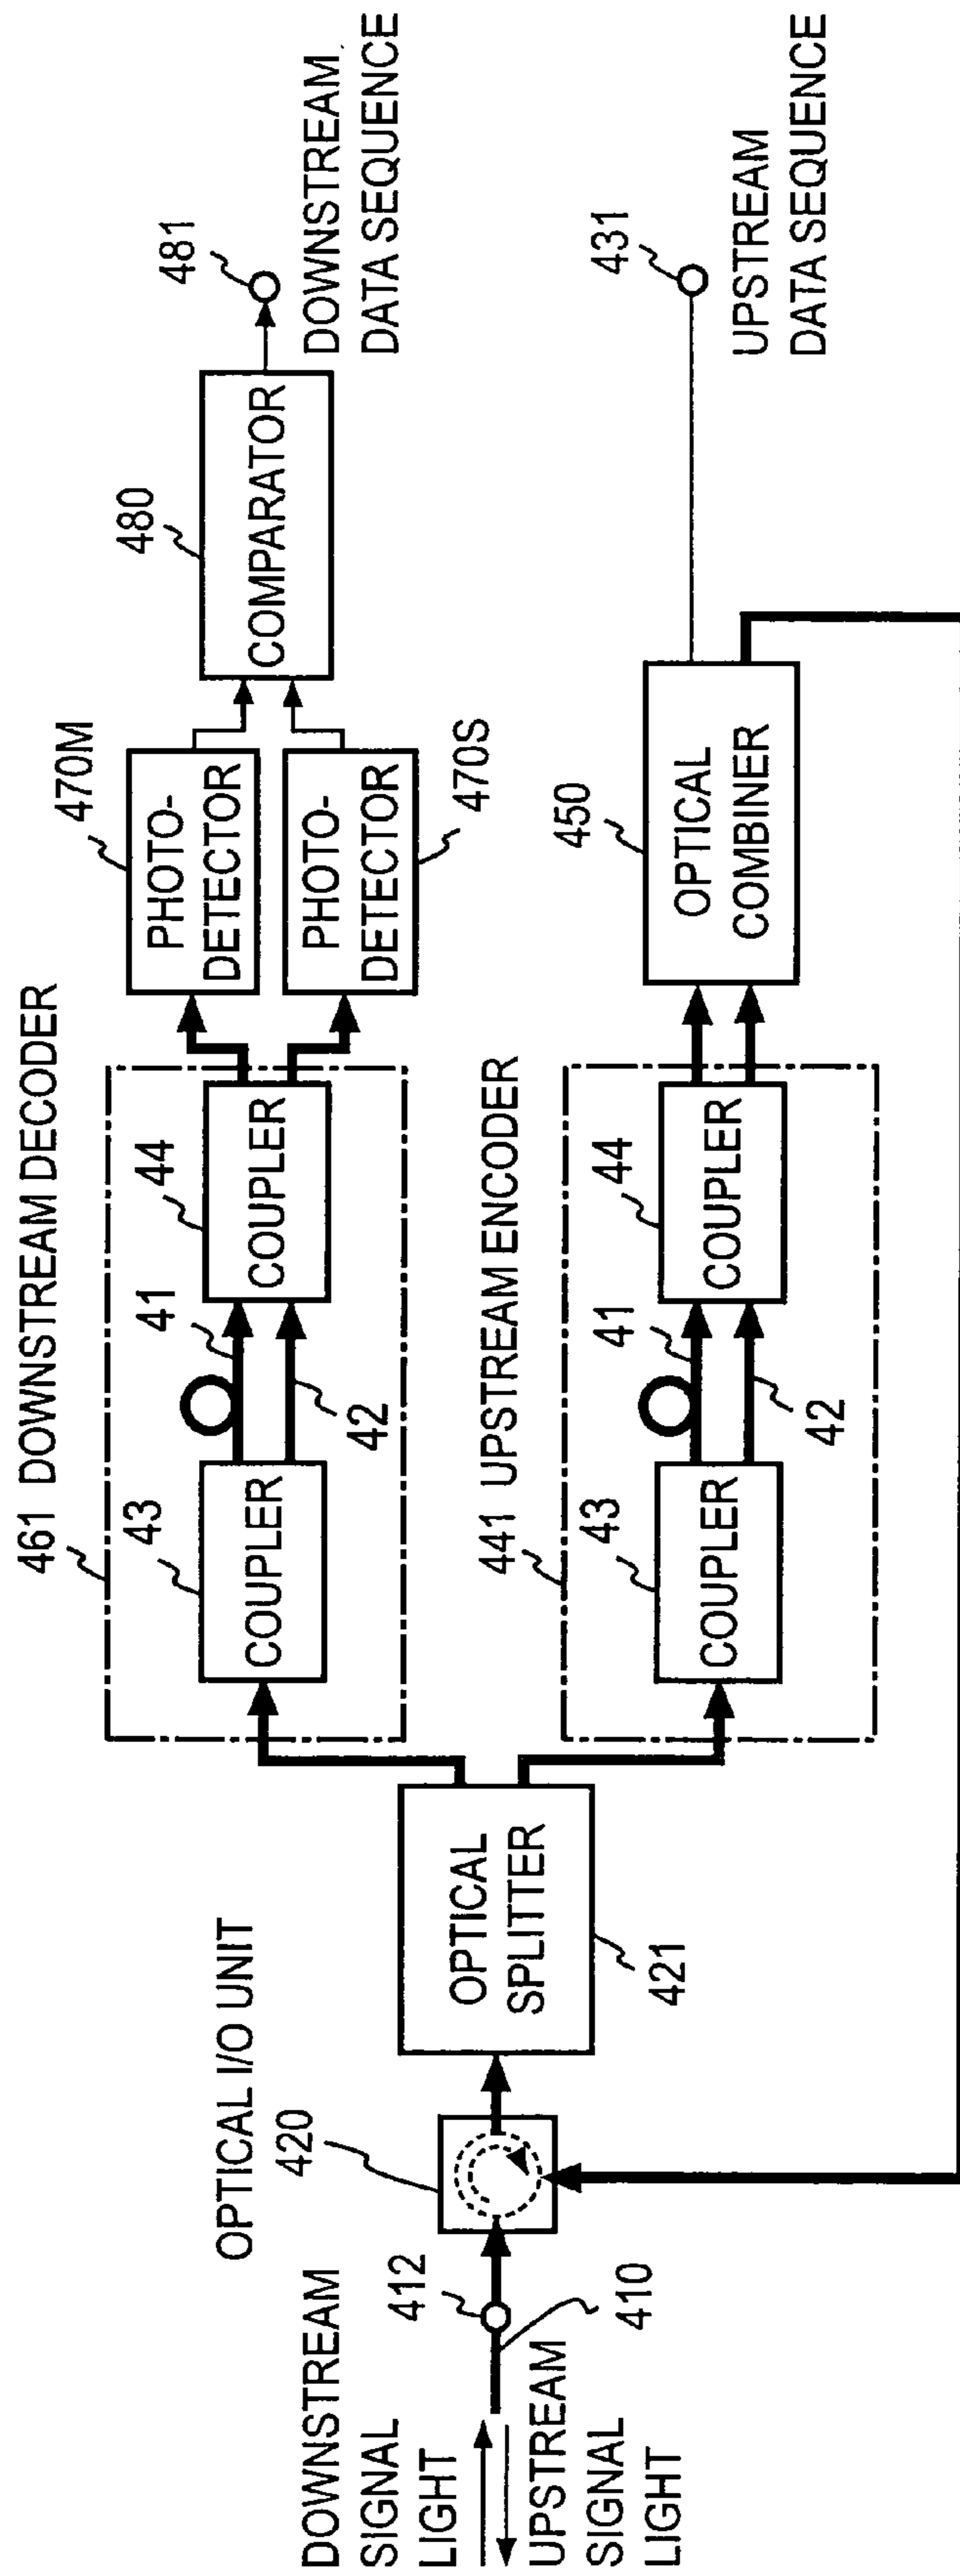 DOWNSTREAM
SIGNAL
LIGHT
UPSTREAM
SIGNAL
LIGHT
410
412
OPTICAL I/O UNIT
420
OPTICAL
SPLITTER
421
461 DOWNSTREAM DECODER
43
COUPLER
41
42
44
COUPLER
470M
PHOTO-
DETECTOR
PHOTO-
DETECTOR
470S
480
COMPARATOR
481
DOWNSTREAM
DATA SEQUENCE
441 UPSTREAM ENCODER
43
COUPLER
41
42
44
COUPLER
450
OPTICAL
COMBINER
431
UPSTREAM
DATA SEQUENCE